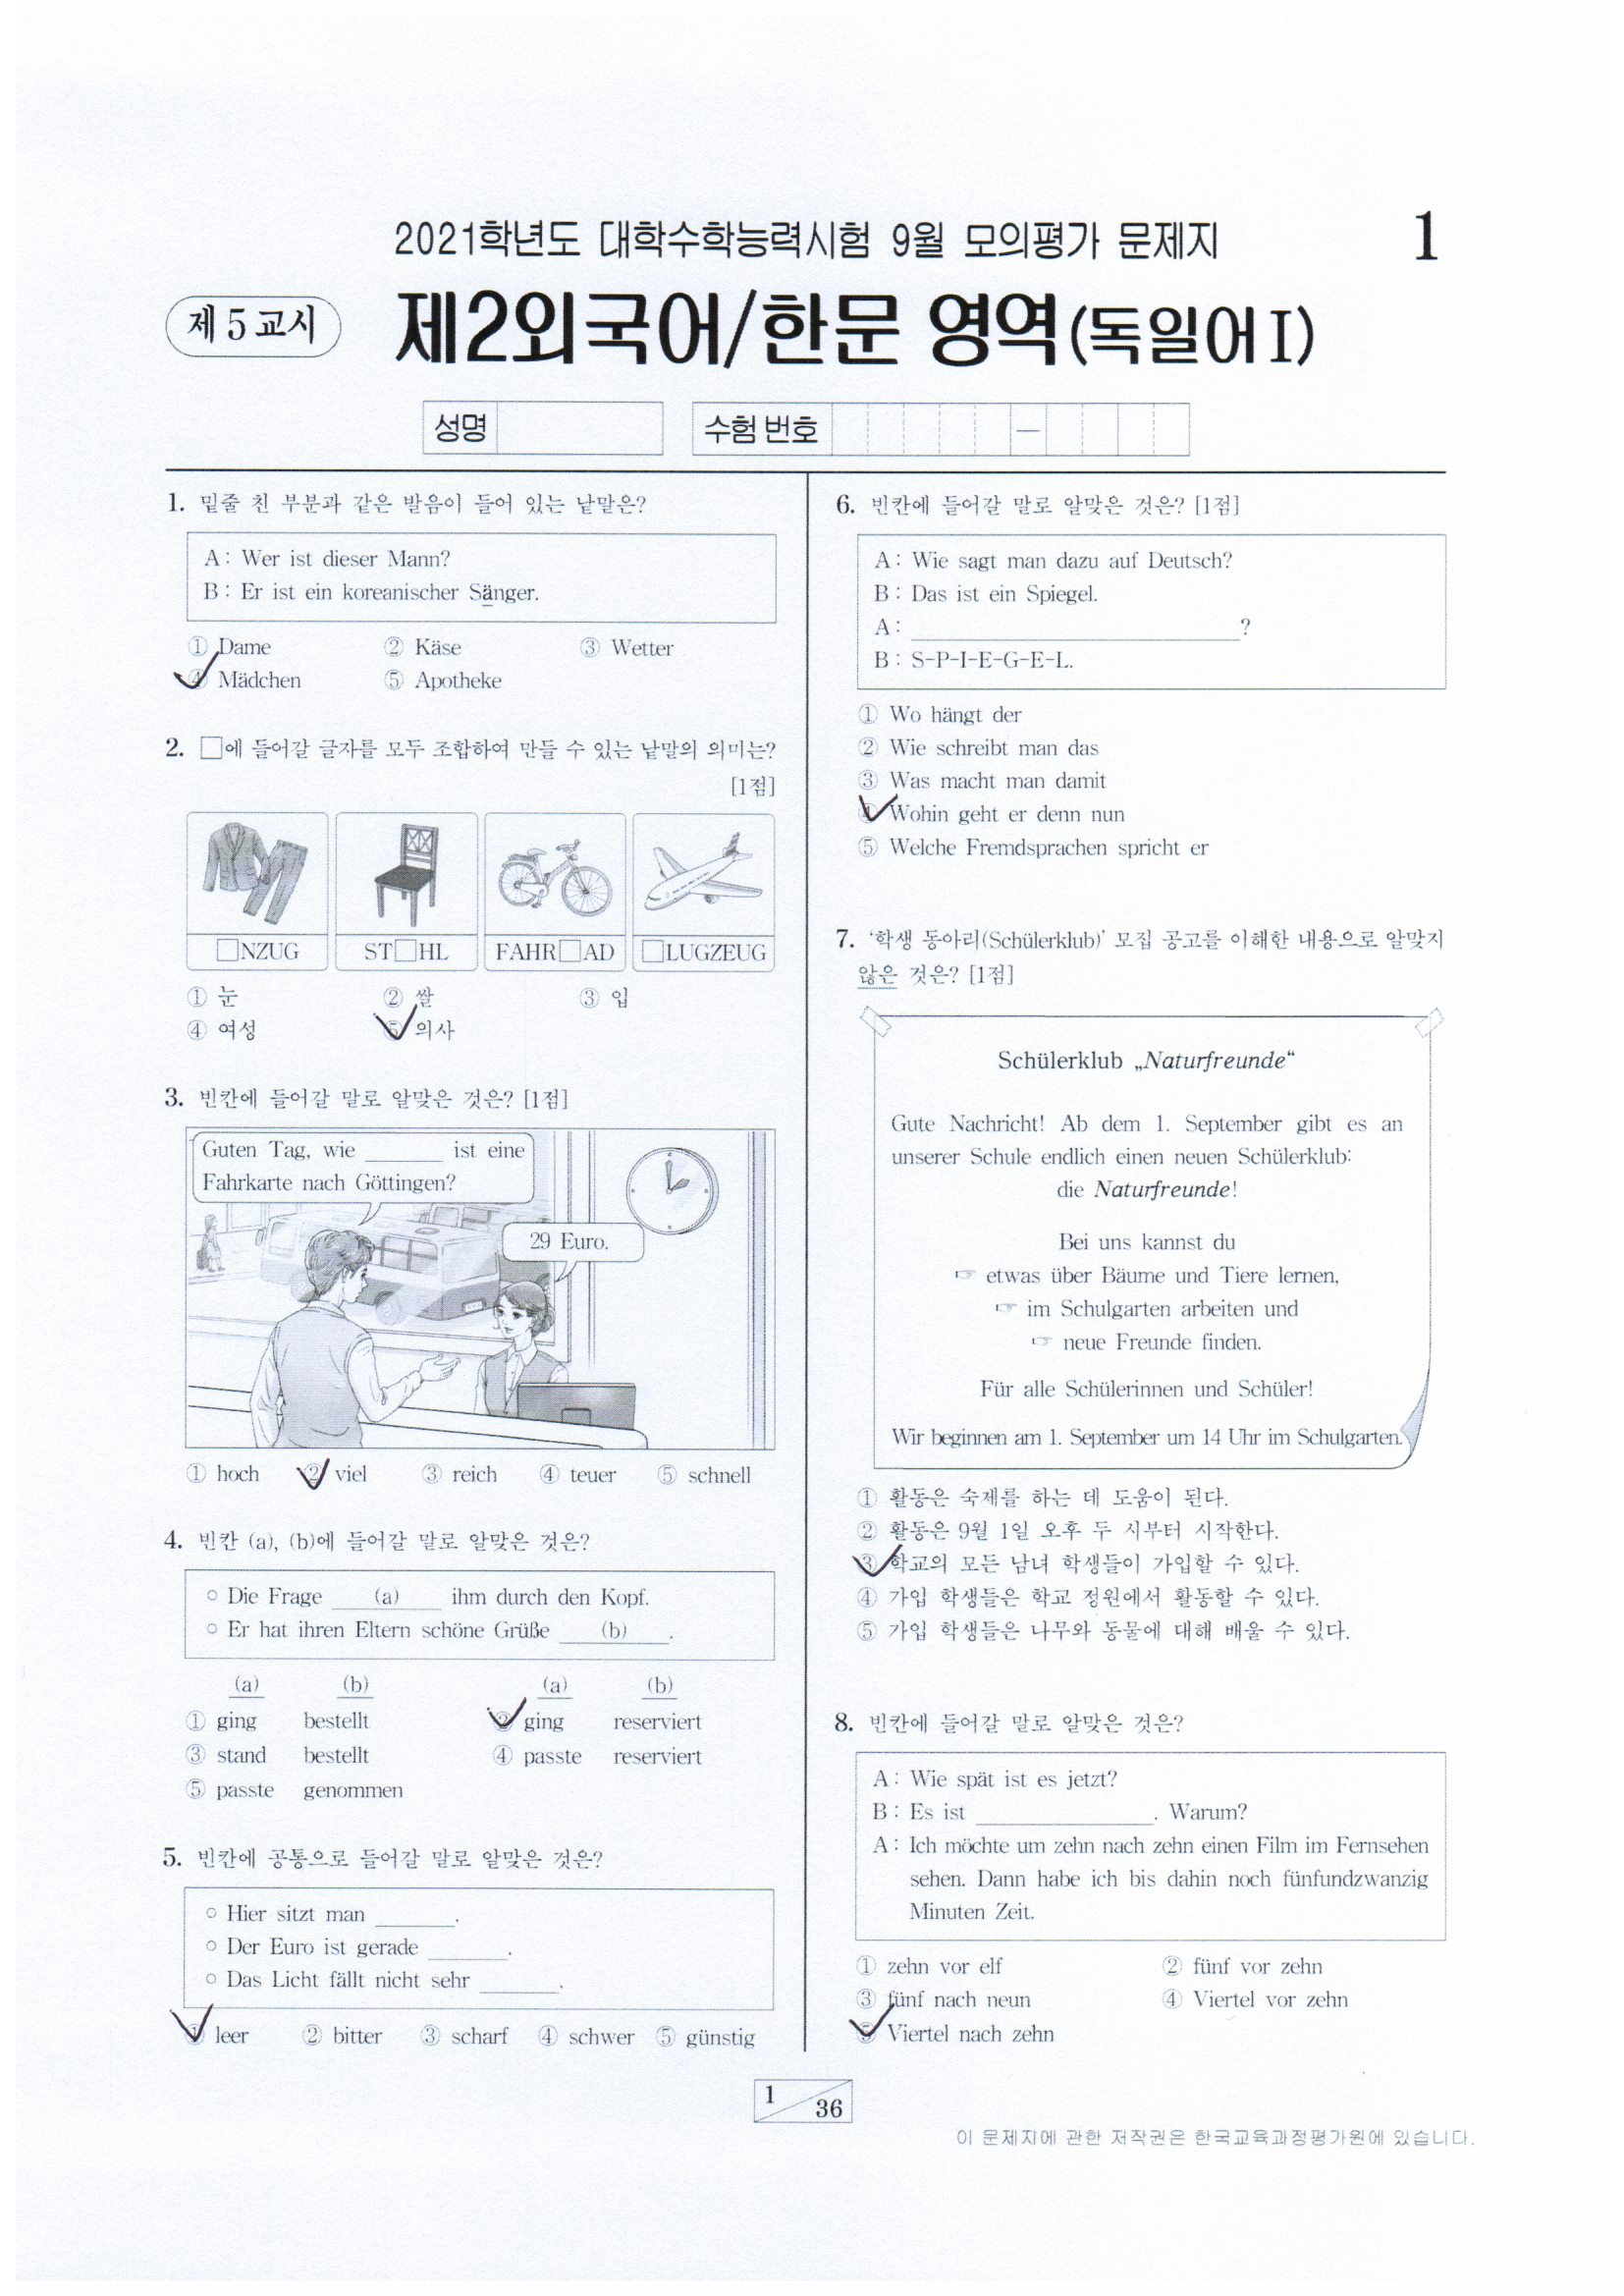 2021학년도 대학수학능력시험 9월 모의평가 문제지
1
제 5 교시
제2외국어/한문 영역(독일어Ⅰ)
성명
수험 번호
—
1. 밑줄 친 부분과 같은 발음이 들어 있는 낱말은?
A : Wer ist dieser Mann?
B : Er ist ein koreanischer Sänger.
① Dame ② Käse ③ Wetter
④ Mädchen ⑤ Apotheke
2. □에 들어갈 글자를 모두 조합하여 만들 수 있는 낱말의 의미는?
[1점]
□NZUG ST□HL FAHR□AD □LUGZEUG
① 눈 ② 쌀 ③ 입
④ 여성 ⑤ 의사
3. 빈칸에 들어갈 말로 알맞은 것은? [1점]
Guten Tag, wie ______ ist eine
Fahrkarte nach Göttingen?
29 Euro.
① hoch ② viel ③ reich ④ teuer ⑤ schnell
4. 빈칸 (a), (b)에 들어갈 말로 알맞은 것은?
○ Die Frage ___(a)___ ihm durch den Kopf.
○ Er hat ihren Eltern schöne Grüße ___(b)___.
(a) (b) (a) (b)
① ging bestellt ② ging reserviert
③ stand bestellt ④ passte reserviert
⑤ passte genommen
5. 빈칸에 공통으로 들어갈 말로 알맞은 것은?
○ Hier sitzt man ______.
○ Der Euro ist gerade ______.
○ Das Licht fällt nicht sehr ______.
① leer ② bitter ③ scharf ④ schwer ⑤ günstig
6. 빈칸에 들어갈 말로 알맞은 것은? [1점]
A : Wie sagt man dazu auf Deutsch?
B : Das ist ein Spiegel.
A : ______________________?
B : S-P-I-E-G-E-L.
① Wo hängt der
② Wie schreibt man das
③ Was macht man damit
④ Wohin geht er denn nun
⑤ Welche Fremdsprachen spricht er
7. ‘학생 동아리(Schülerklub)’ 모집 공고를 이해한 내용으로 알맞지
않은 것은? [1점]
Schülerklub „Naturfreunde“
Gute Nachricht! Ab dem 1. September gibt es an
unserer Schule endlich einen neuen Schülerklub:
die Naturfreunde!
Bei uns kannst du
☞ etwas über Bäume und Tiere lernen,
☞ im Schulgarten arbeiten und
☞ neue Freunde finden.
Für alle Schülerinnen und Schüler!
Wir beginnen am 1. September um 14 Uhr im Schulgarten.
① 활동은 숙제를 하는 데 도움이 된다.
② 활동은 9월 1일 오후 두 시부터 시작한다.
③ 학교의 모든 남녀 학생들이 가입할 수 있다.
④ 가입 학생들은 학교 정원에서 활동할 수 있다.
⑤ 가입 학생들은 나무와 동물에 대해 배울 수 있다.
8. 빈칸에 들어갈 말로 알맞은 것은?
A : Wie spät ist es jetzt?
B : Es ist ____________. Warum?
A : Ich möchte um zehn nach zehn einen Film im Fernsehen
sehen. Dann habe ich bis dahin noch fünfundzwanzig
Minuten Zeit.
① zehn vor elf ② fünf vor zehn
③ fünf nach neun ④ Viertel vor zehn
⑤ Viertel nach zehn
1
36
이 문제지에 관한 저작권은 한국교육과정평가원에 있습니다.